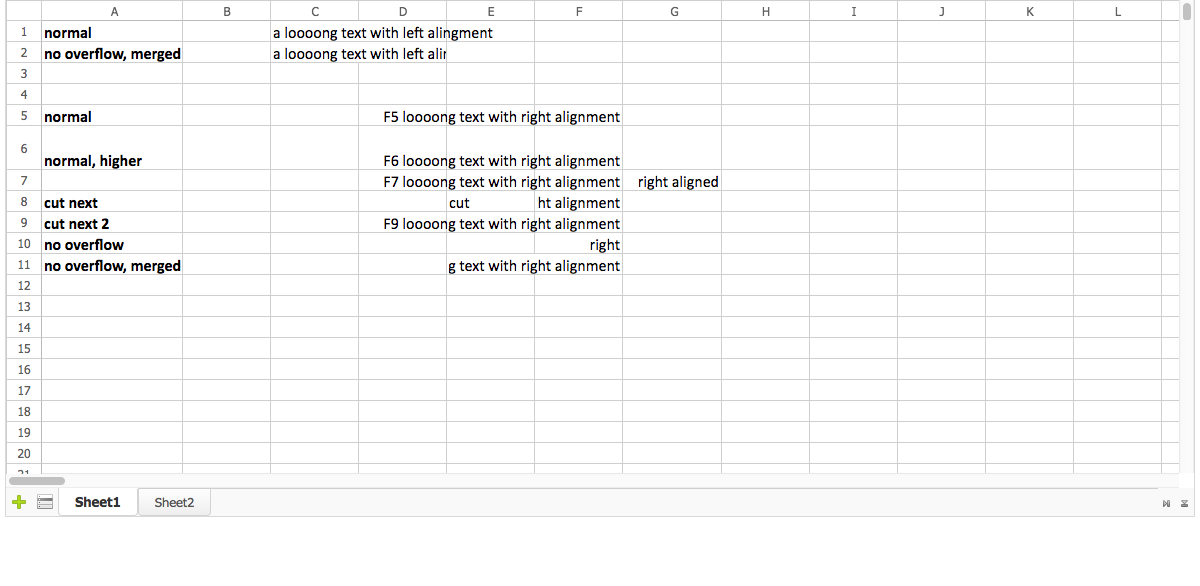 A B C D E F G H I J K L
1 normal a loooong text with left alingment
2 no overflow, merged a loooong text with left alir
3
4
5 normal F5 loooong text with right alignment
6 normal, higher F6 loooong text with right alignment
7 F7 loooong text with right alignment right aligned
8 cut next cut ht alignment
9 cut next 2 F9 loooong text with right alignment
10 no overflow right
11 no overflow, merged g text with right alignment
12
13
14
15
16
17
18
19
20
21
Sheet1 Sheet2